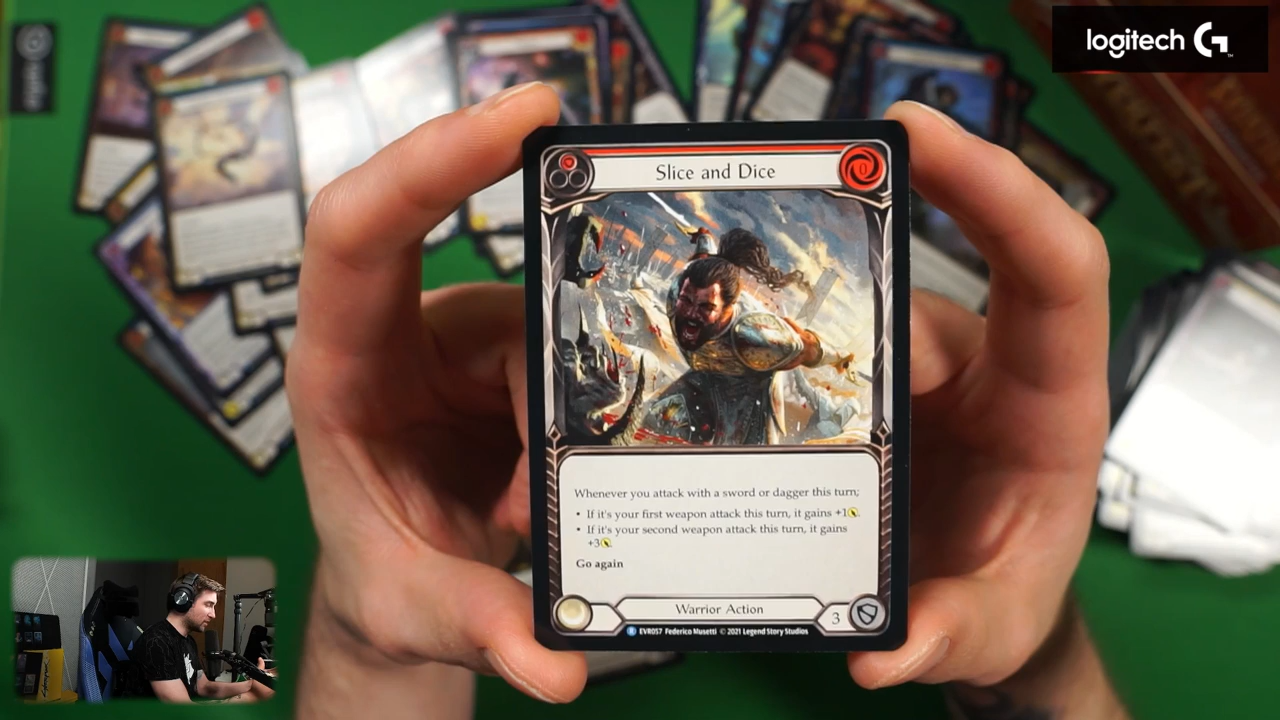 logitech G
Slice and Dice
0
Whenever you attack with a sword or dagger this turn;
• If it's your first weapon attack this turn, it gains +1
• If it's your second weapon attack this turn, it gains
+3
Go again
Warrior Action
3
R EVR057 Federico Musetti © 2021 Legend Story Studios